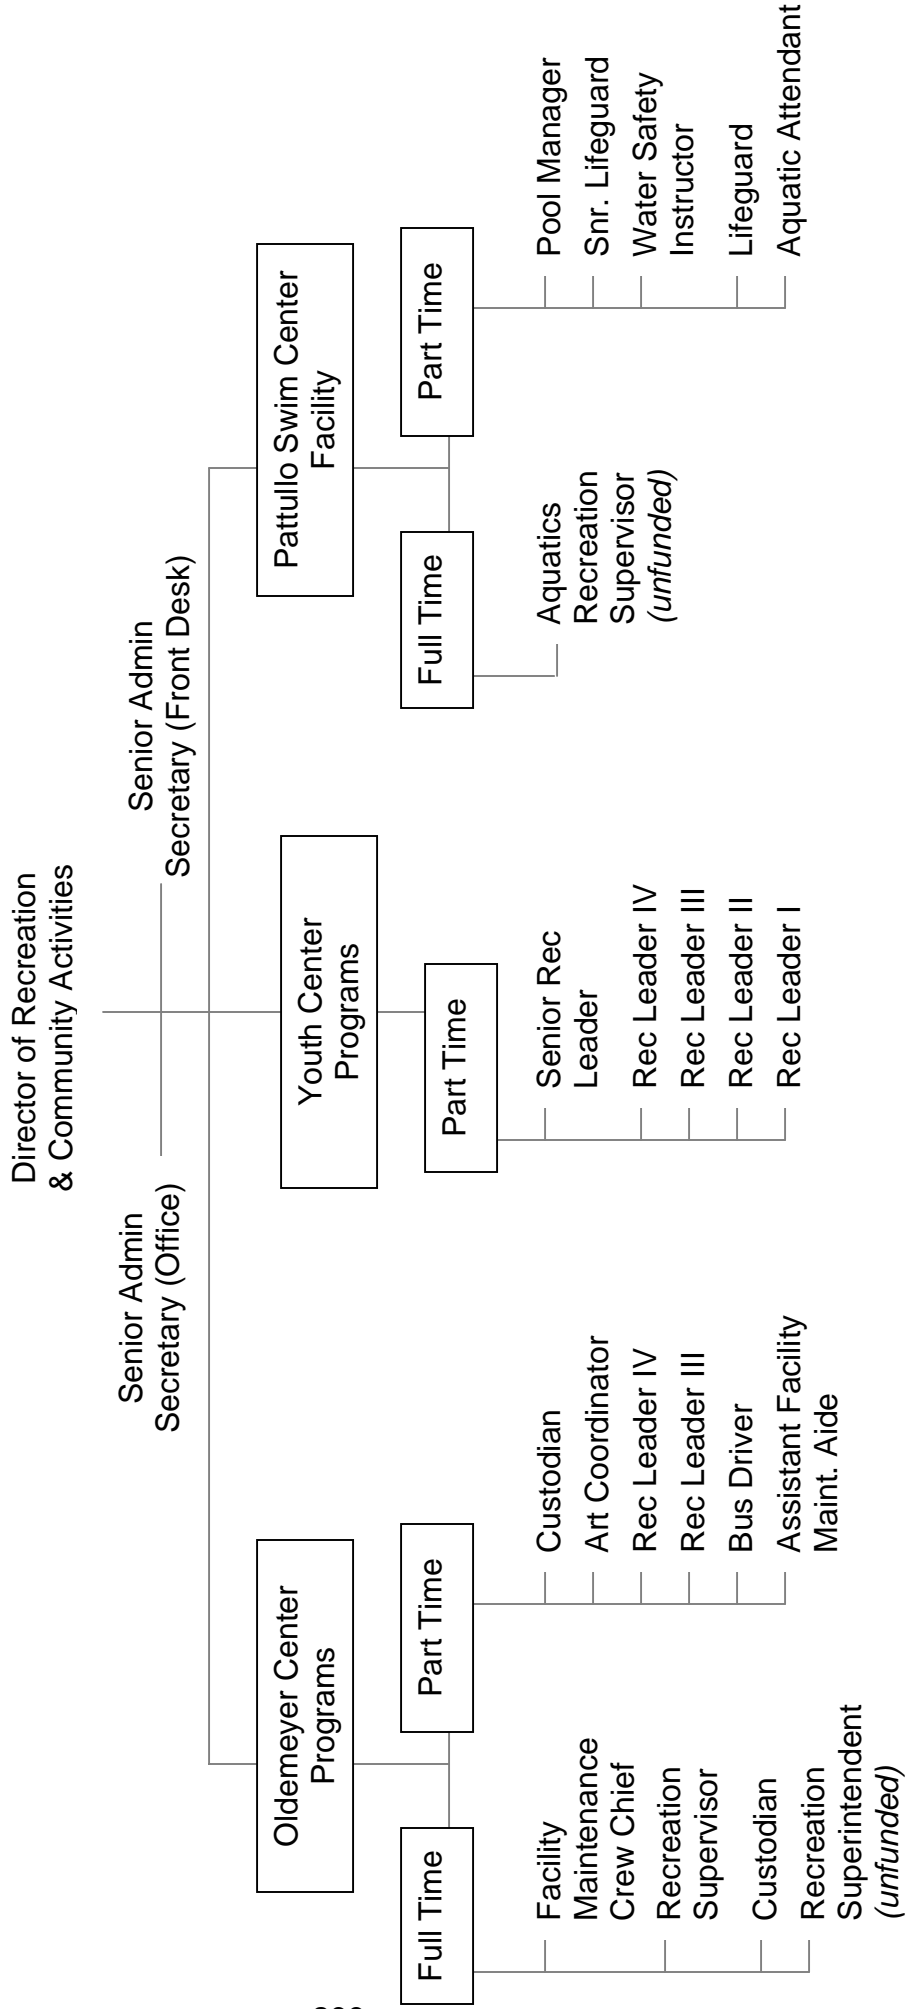 Director of Recreation
& Community Activities
Senior Admin
Secretary (Office)
Senior Admin
Secretary (Front Desk)
Oldemeyer Center
Programs
Full Time
Facility
Maintenance
Crew Chief
Recreation
Supervisor
Custodian
Recreation
Superintendent
(unfunded)
Part Time
Custodian
Art Coordinator
Rec Leader IV
Rec Leader III
Bus Driver
Assistant Facility
Maint. Aide
Youth Center
Programs
Part Time
Senior Rec
Leader
Rec Leader IV
Rec Leader III
Rec Leader II
Rec Leader I
Pattullo Swim Center
Facility
Full Time
Aquatics
Recreation
Supervisor
(unfunded)
Part Time
Pool Manager
Snr. Lifeguard
Water Safety
Instructor
Lifeguard
Aquatic Attendant